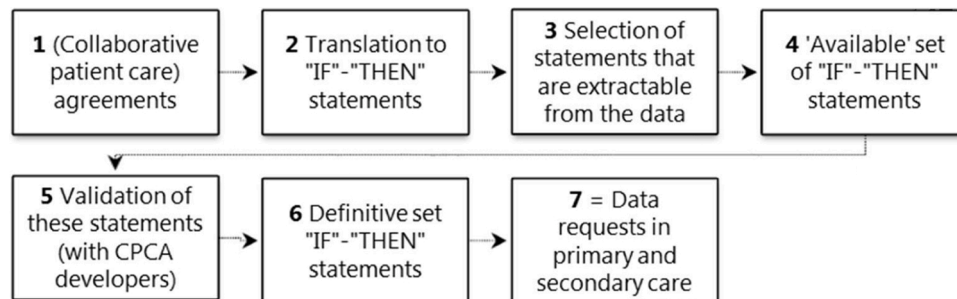 1 (Collaborative
patient care)
agreements
2 Translation to
"IF"-"THEN"
statements
3 Selection of
statements that
are extractable
from the data
4 'Available' set
of "IF"-"THEN"
statements
5 Validation of
these statements
(with CPCA
developers)
6 Definitive set
"IF"-"THEN"
statements
7 = Data
requests in
primary and
secondary care